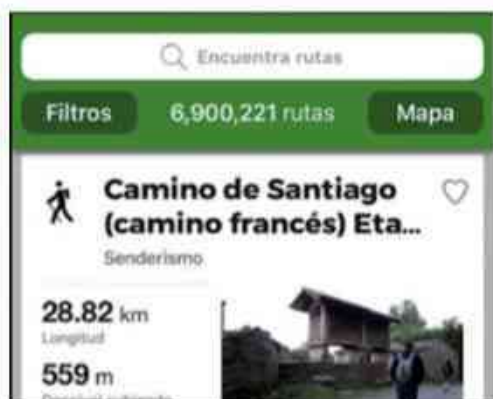 Encuentra rutas
Filtros 6,900,221 rutas Mapa
Camino de Santiago
(camino francés) Eta...
Senderismo
28.82 km
Longitud
559 m